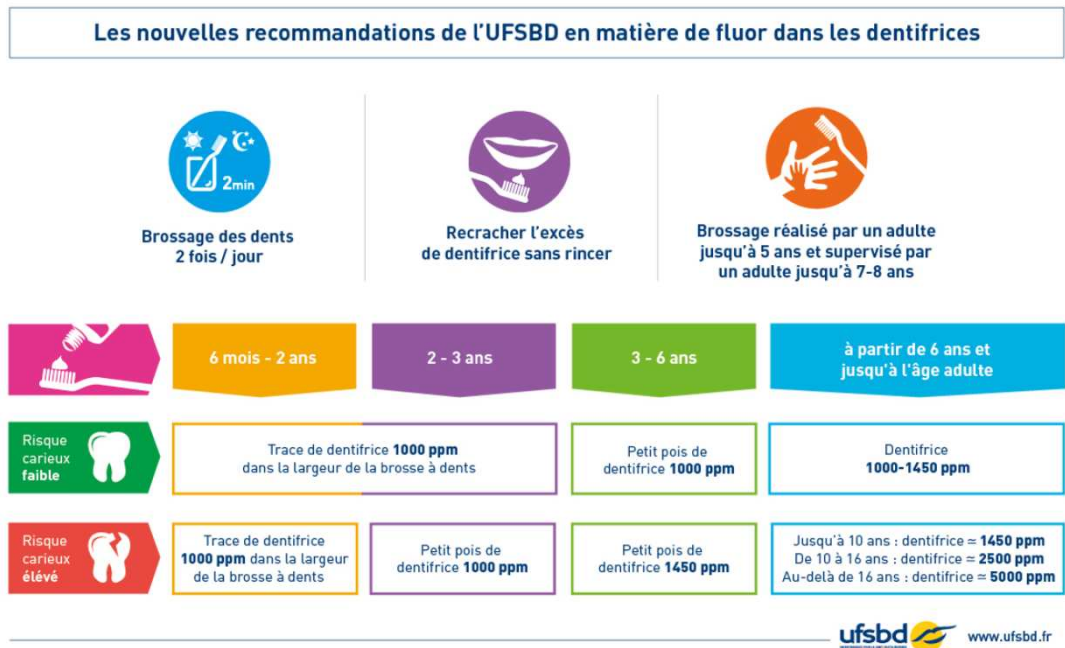 Les nouvelles recommandations de l'UFSBD en matière de fluor dans les dentifrices
2min
Brossage des dents
2 fois / jour
Recracher l'excès
de dentifrice sans rincer
Brossage réalisé par un adulte
jusqu'à 5 ans et supervisé par
un adulte jusqu'à 7-8 ans
6 mois - 2 ans
2 - 3 ans
3 - 6 ans
à partir de 6 ans et
jusqu'à l'âge adulte
Risque
carieux
faible
Trace de dentifrice 1000 ppm
dans la largeur de la brosse à dents
Petit pois de
dentifrice 1000 ppm
Dentifrice
1000-1450 ppm
Risque
carieux
élévé
Trace de dentifrice
1000 ppm dans la largeur
de la brosse à dents
Petit pois de
dentifrice 1000 ppm
Petit pois de
dentifrice 1450 ppm
Jusqu'à 10 ans : dentifrice ≃ 1450 ppm
De 10 à 16 ans : dentifrice ≃ 2500 ppm
Au-delà de 16 ans : dentifrice ≃ 5000 ppm
ufsbd
www.ufsbd.fr